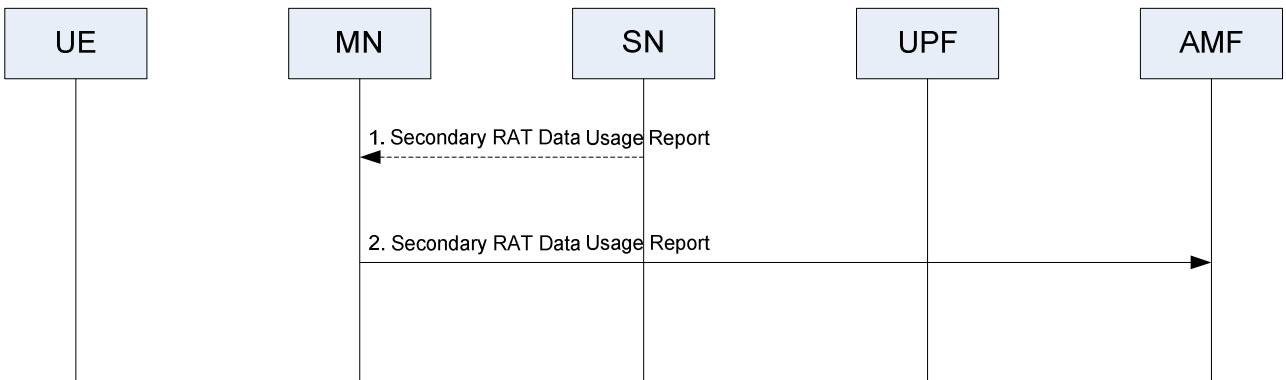 UE
MN
SN
UPF
AMF
1. Secondary RAT Data Usage Report
2. Secondary RAT Data Usage Report